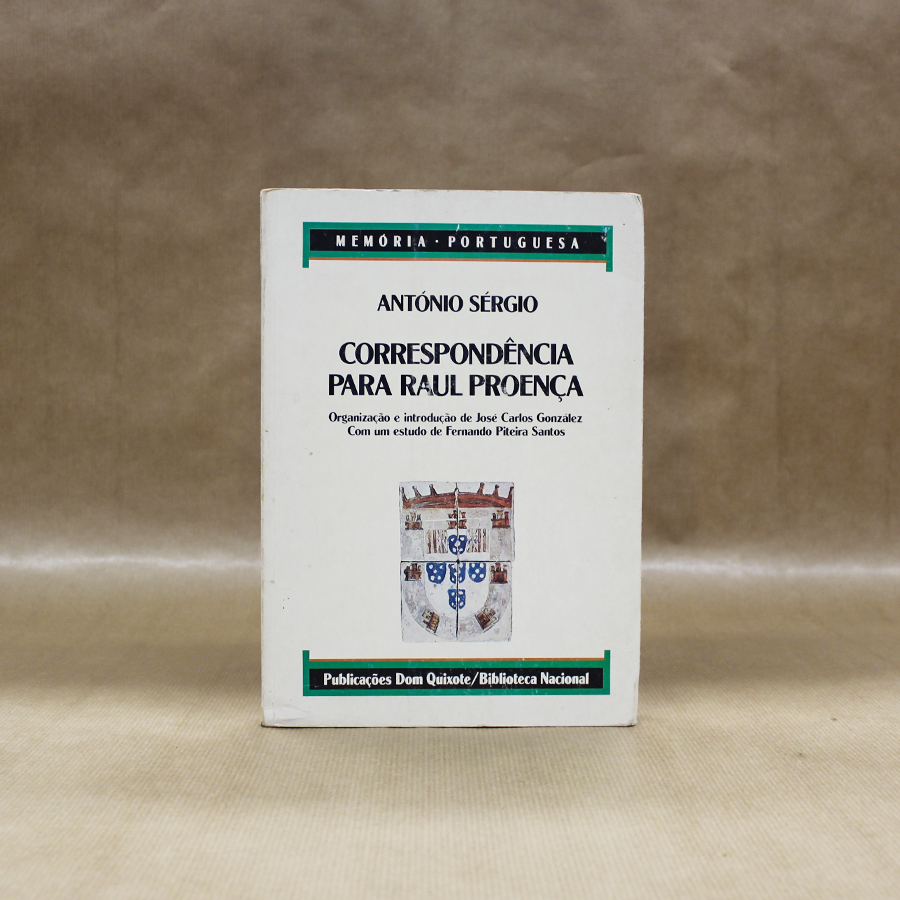 MEMÓRIA · PORTUGUESA
ANTÓNIO SÉRGIO
CORRESPONDÊNCIA
PARA RAUL PROENÇA
Organização e introdução de José Carlos González
Com um estudo de Fernando Piteira Santos
Publicações Dom Quixote/Biblioteca Nacional